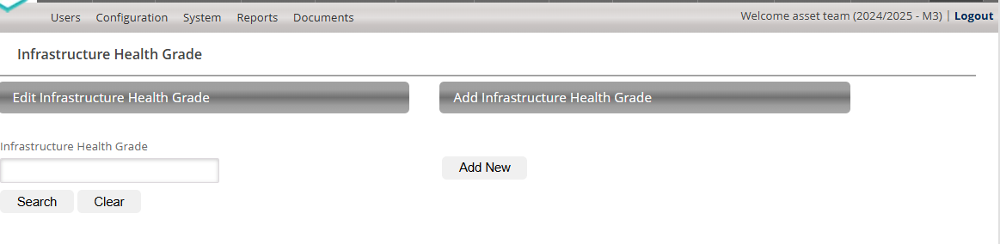 Users Configuration System Reports Documents Welcome asset team (2024/2025 - M3) | Logout
Infrastructure Health Grade
Edit Infrastructure Health Grade
Add Infrastructure Health Grade
Infrastructure Health Grade
Add New
Search Clear